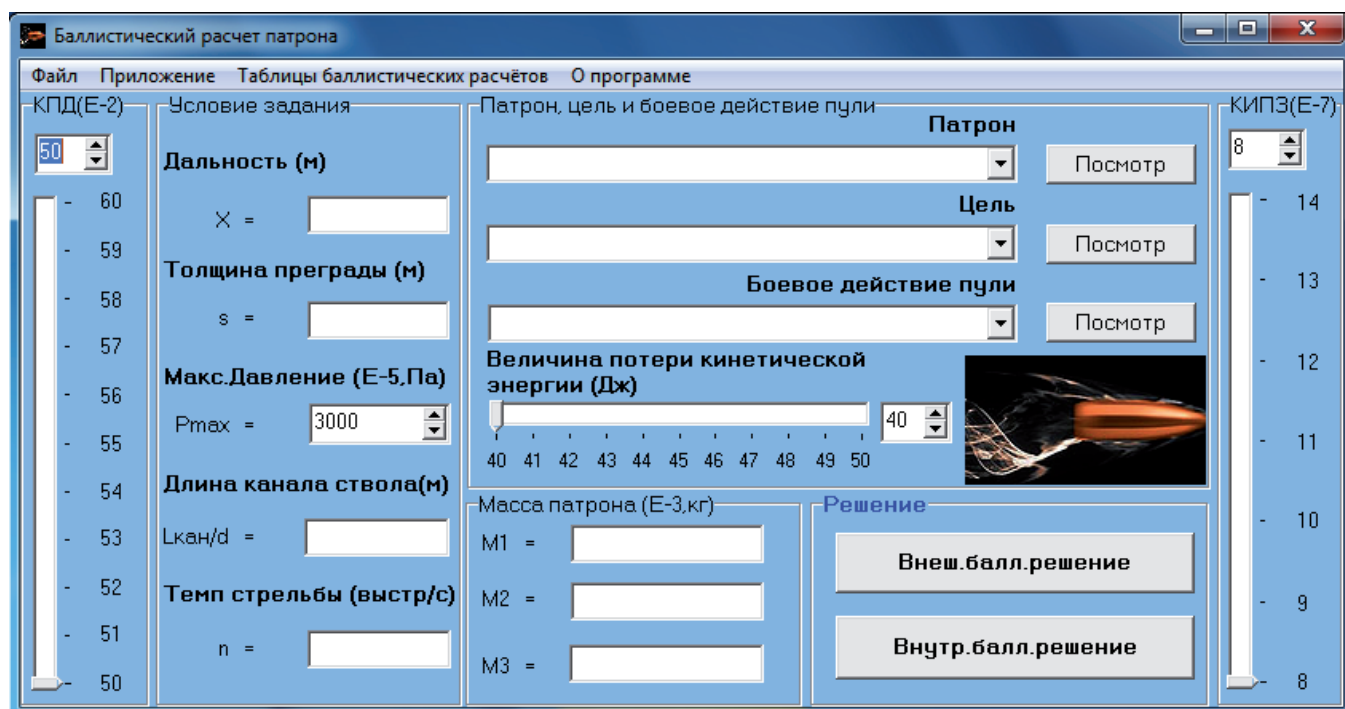 Баллистический расчет патрона
Файл Приложение Таблицы баллистических расчётов О программе
КПД(E-2)
50
60
59
58
57
56
55
54
53
52
51
50
Условие задания
Дальность (м)
X =
Толщина преграды (м)
s =
Макс.Давление (E-5,Па)
Pmax = 3000
Длина канала ствола(м)
Lкан/d =
Темп стрельбы (выстр/с)
n =
Патрон, цель и боевое действие пули
Патрон
Посмотр
Цель
Посмотр
Боевое действие пули
Посмотр
Величина потери кинетической
энергии (Дж)
40
40 41 42 43 44 45 46 47 48 49 50
Масса патрона (E-3,кг)
M1 =
M2 =
M3 =
Решение
Внеш.балл.решение
Внутр.балл.решение
КИПЗ(E-7)
8
14
13
12
11
10
9
8